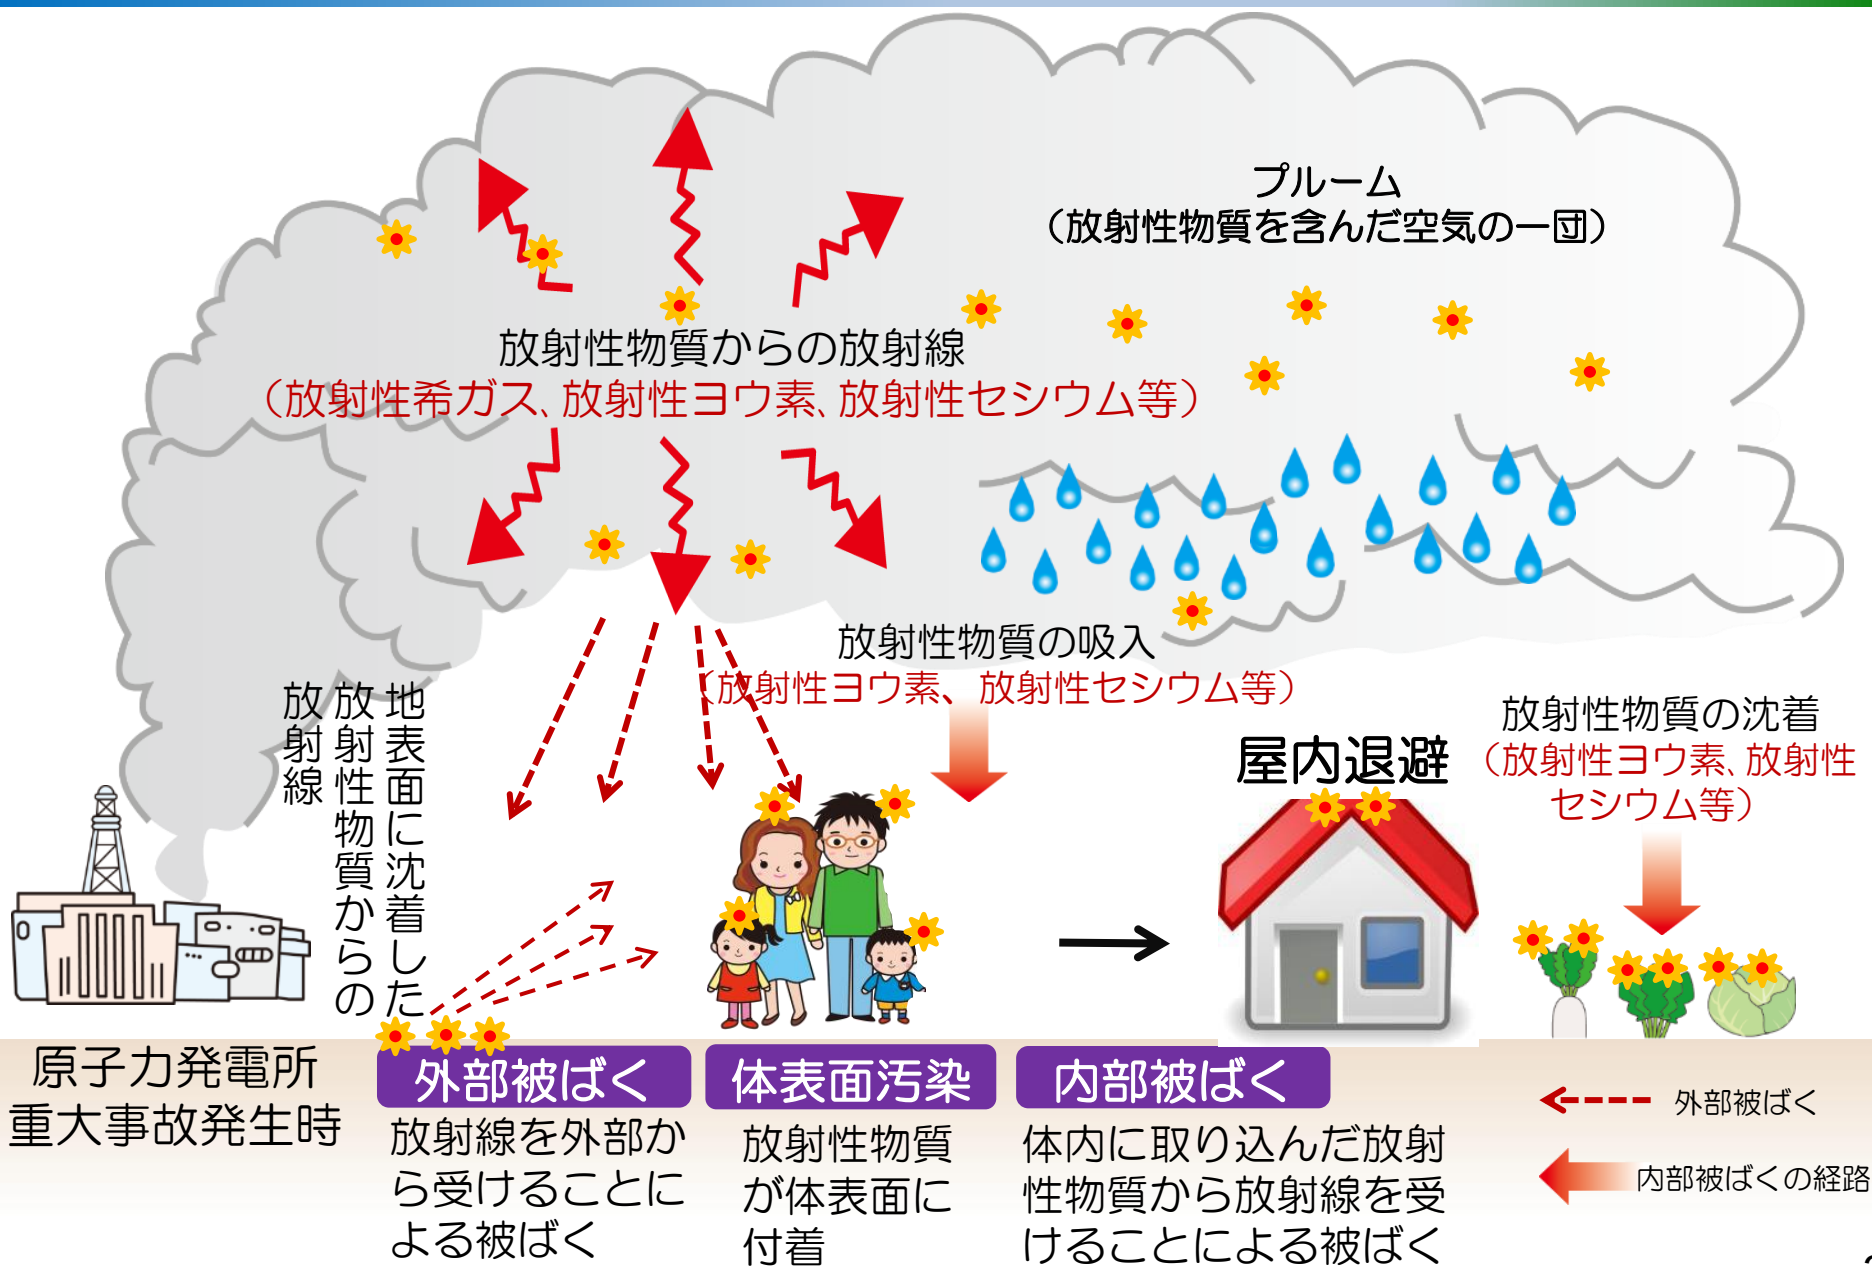 プルーム
（放射性物質を含んだ空気の一団）
放射性物質からの放射線
（放射性希ガス、放射性ヨウ素、放射性セシウム等）
放射性物質の吸入
（放射性ヨウ素、放射性セシウム等）
地表面に沈着した
放射性物質からの
放射線
屋内退避
放射性物質の沈着
（放射性ヨウ素、放射性
セシウム等）
原子力発電所
重大事故発生時
外部被ばく
放射線を外部か
ら受けることに
よる被ばく
体表面汚染
放射性物質
が体表面に
付着
内部被ばく
体内に取り込んだ放射
性物質から放射線を受
けることによる被ばく
外部被ばく
内部被ばくの経路